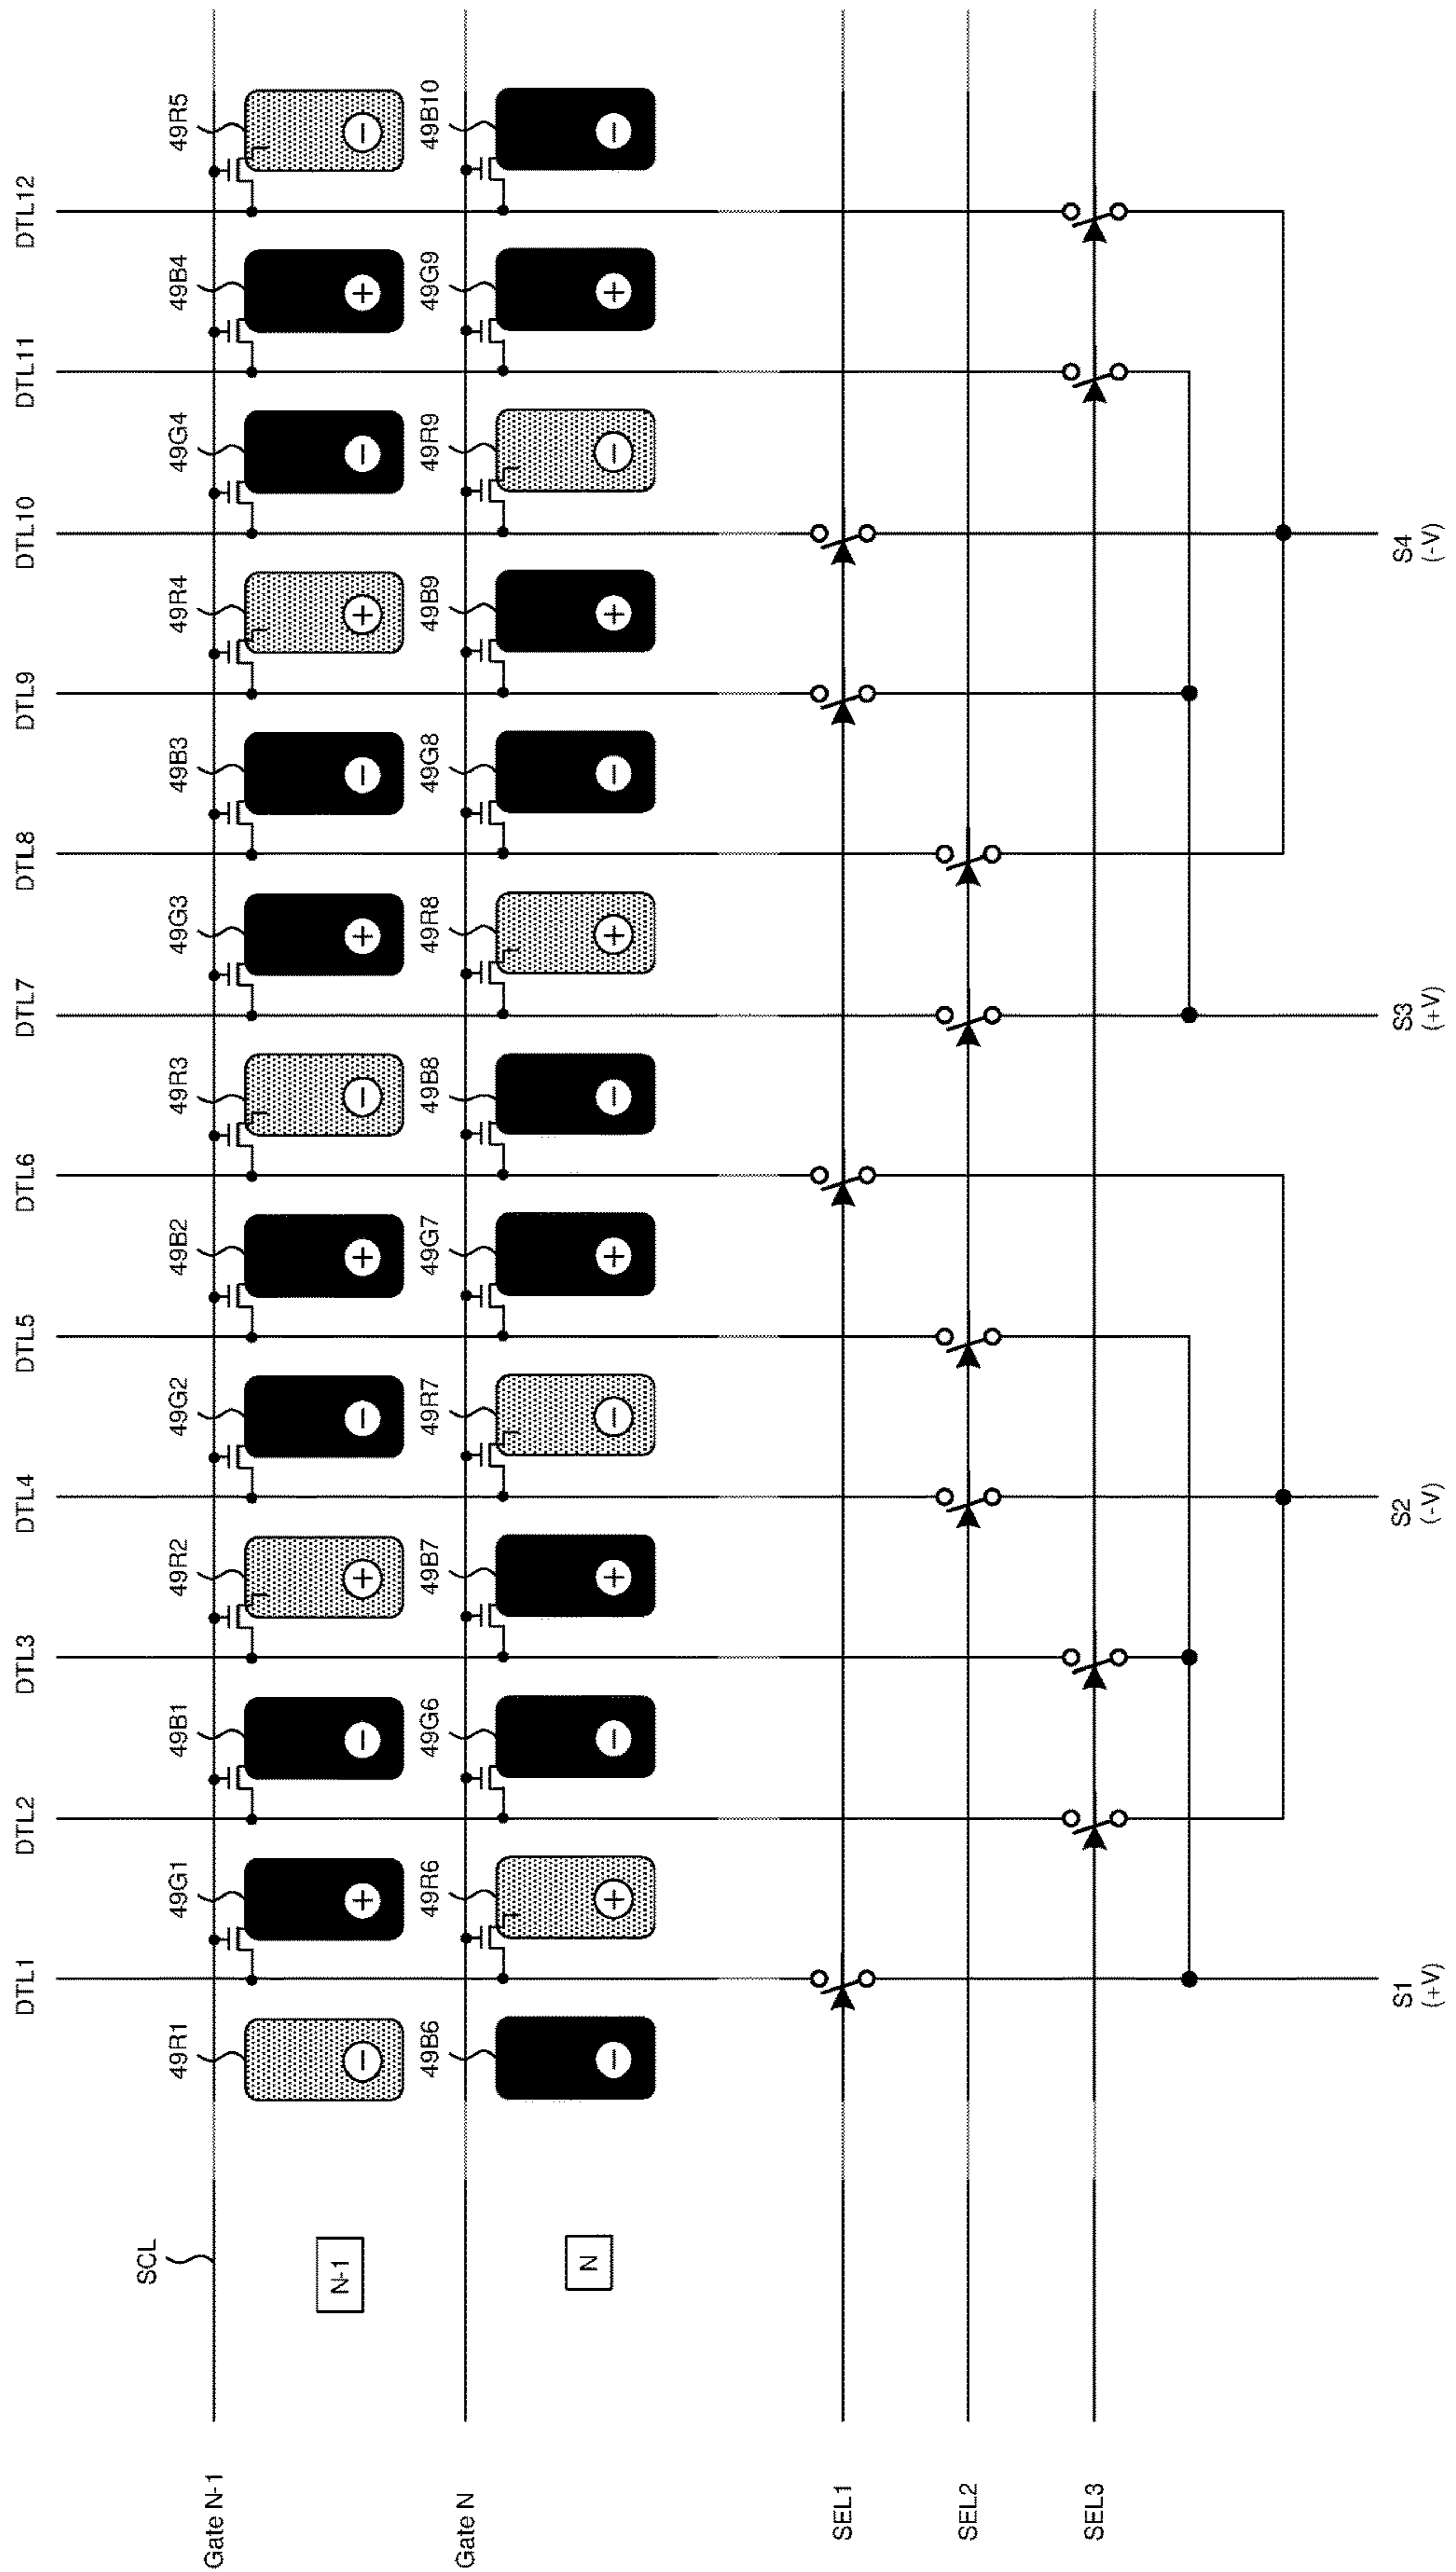 DTL1 DTL2 DTL3 DTL4 DTL5 DTL6 DTL7 DTL8 DTL9 DTL10 DTL11 DTL12
SCL
49R1 49G1 49B1 49R2 49G2 49B2 49R3 49G3 49B3 49R4 49G4 49B4 49R5
Gate N-1
N-1
− + − + − + − + − + − + −
49B6 49R6 49G6 49B7 49R7 49G7 49B8 49R8 49G8 49B9 49R9 49G9 49B10
Gate N
N
− + − + − + − + − + − + −
SEL1
SEL2
SEL3
S1 S2 S3 S4
(+V) (-V) (+V) (-V)